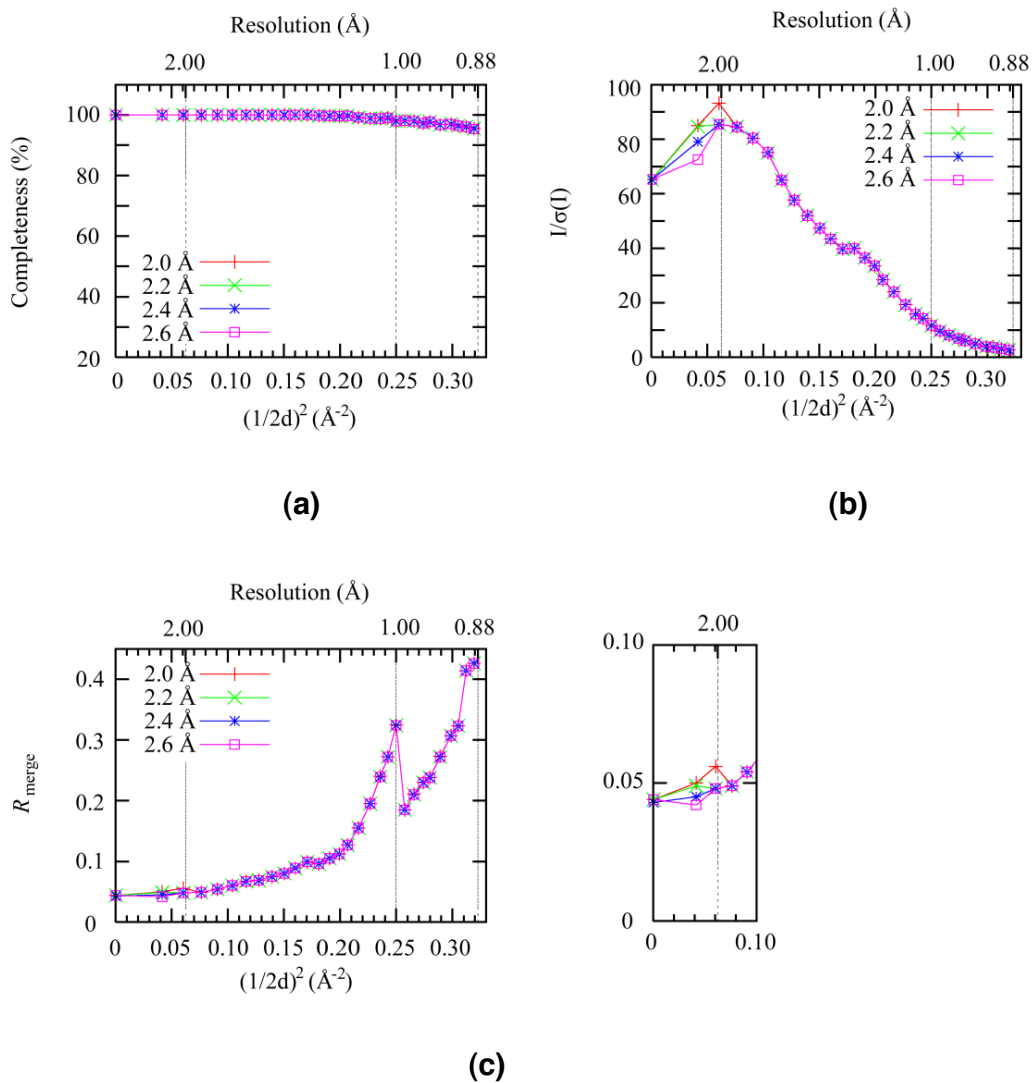 Resolution (Å)
2.00 1.00 0.88
Completeness (%)
100
80
60
40
20
2.0 Å
2.2 Å
2.4 Å
2.6 Å
0 0.05 0.10 0.15 0.20 0.25 0.30
(1/2d)² (Å⁻²)
(a)
Resolution (Å)
2.00 1.00 0.88
I/σ(I)
100
80
60
40
20
0
2.0 Å
2.2 Å
2.4 Å
2.6 Å
0 0.05 0.10 0.15 0.20 0.25 0.30
(1/2d)² (Å⁻²)
(b)
Resolution (Å)
2.00 1.00 0.88
Rmerge
0.4
0.3
0.2
0.1
0
2.0 Å
2.2 Å
2.4 Å
2.6 Å
0 0.05 0.10 0.15 0.20 0.25 0.30
(1/2d)² (Å⁻²)
2.00
0.10
0.05
0
0 0.10
(c)